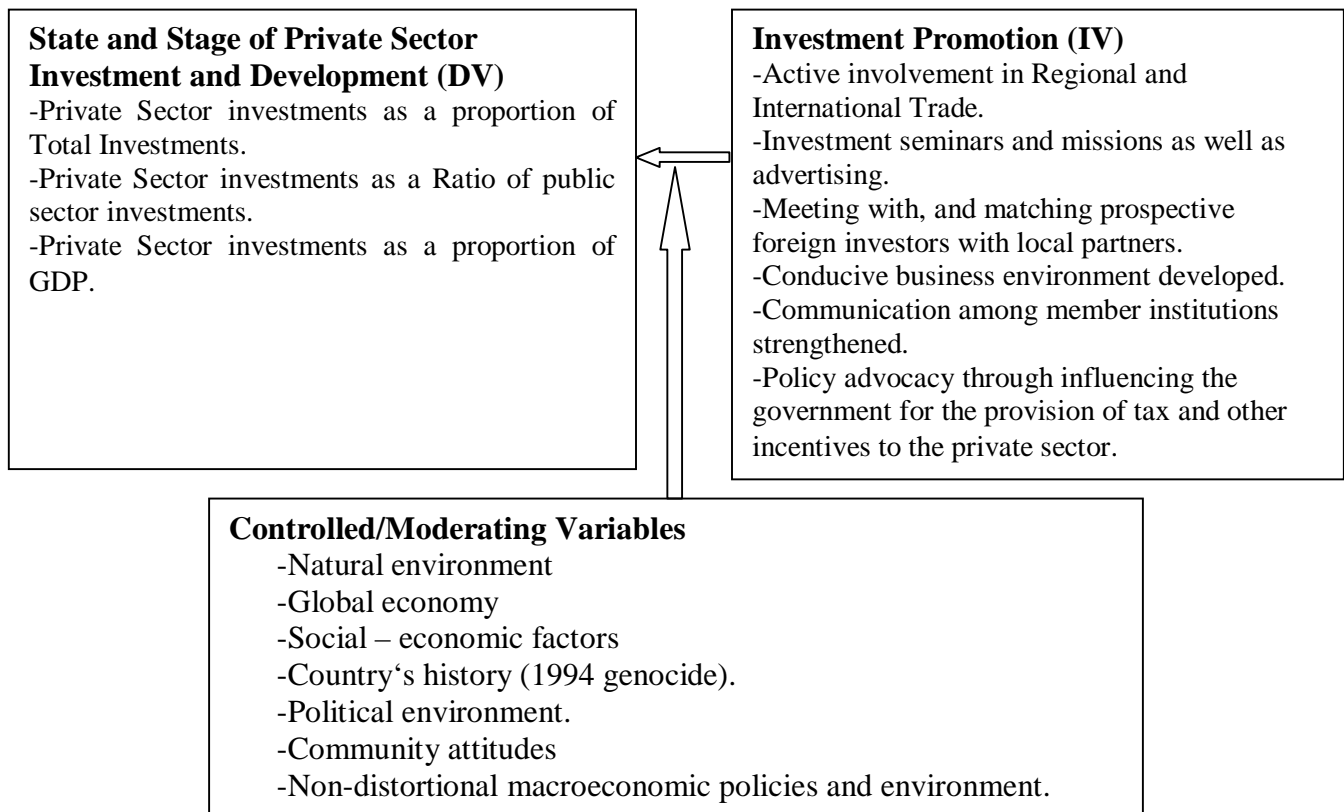 State and Stage of Private Sector
Investment and Development (DV)
-Private Sector investments as a proportion of
Total Investments.
-Private Sector investments as a Ratio of public
sector investments.
-Private Sector investments as a proportion of
GDP.
Investment Promotion (IV)
-Active involvement in Regional and
International Trade.
-Investment seminars and missions as well as
advertising.
-Meeting with, and matching prospective
foreign investors with local partners.
-Conducive business environment developed.
-Communication among member institutions
strengthened.
-Policy advocacy through influencing the
government for the provision of tax and other
incentives to the private sector.
Controlled/Moderating Variables
-Natural environment
-Global economy
-Social – economic factors
-Country‘s history (1994 genocide).
-Political environment.
-Community attitudes
-Non-distortional macroeconomic policies and environment.